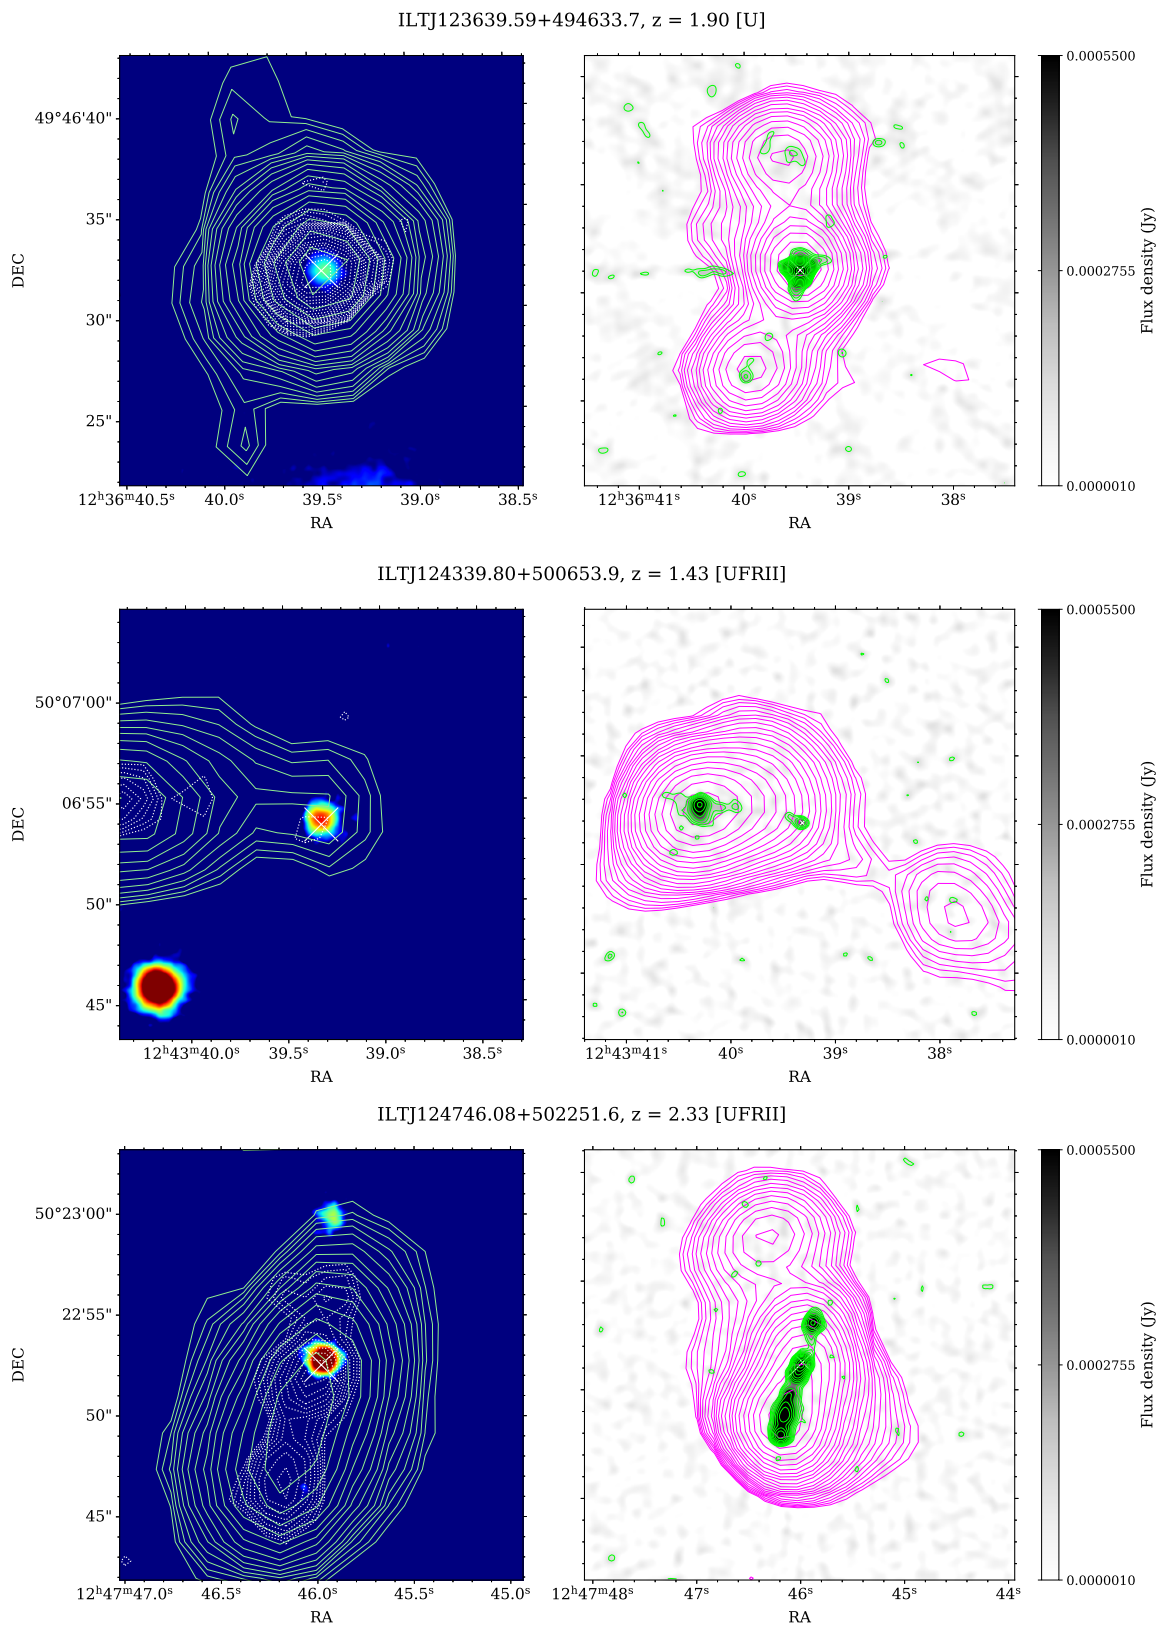 ILTJ123639.59+494633.7, z = 1.90 [U]
49°46'40"
35"
30"
25"
DEC
12ʰ36ᵐ40.5ˢ 40.0ˢ 39.5ˢ 39.0ˢ 38.5ˢ
RA
12ʰ36ᵐ41ˢ 40ˢ 39ˢ 38ˢ
RA
0.0005500
0.0002755
0.0000010
Flux density (Jy)
ILTJ124339.80+500653.9, z = 1.43 [UFRII]
50°07'00"
06'55"
50"
45"
DEC
12ʰ43ᵐ40.0ˢ 39.5ˢ 39.0ˢ 38.5ˢ
RA
12ʰ43ᵐ41ˢ 40ˢ 39ˢ 38ˢ
RA
0.0005500
0.0002755
0.0000010
Flux density (Jy)
ILTJ124746.08+502251.6, z = 2.33 [UFRII]
50°23'00"
22'55"
50"
45"
DEC
12ʰ47ᵐ47.0ˢ 46.5ˢ 46.0ˢ 45.5ˢ 45.0ˢ
RA
12ʰ47ᵐ48ˢ 47ˢ 46ˢ 45ˢ 44ˢ
RA
0.0005500
0.0002755
0.0000010
Flux density (Jy)